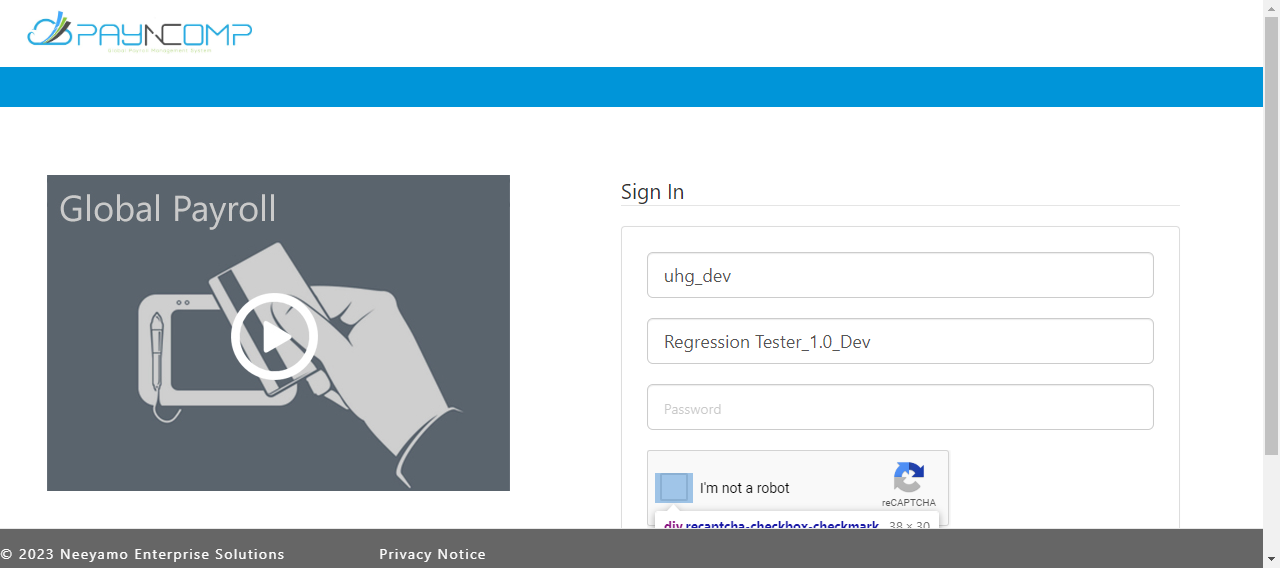 PAYNCOMP
Global Payroll Management System
Global Payroll
Sign In
uhg_dev
Regression Tester_1.0_Dev
Password
I'm not a robot
reCAPTCHA
div.recaptcha-checkbox-checkmark 38 × 30
© 2023 Neeyamo Enterprise Solutions Privacy Notice